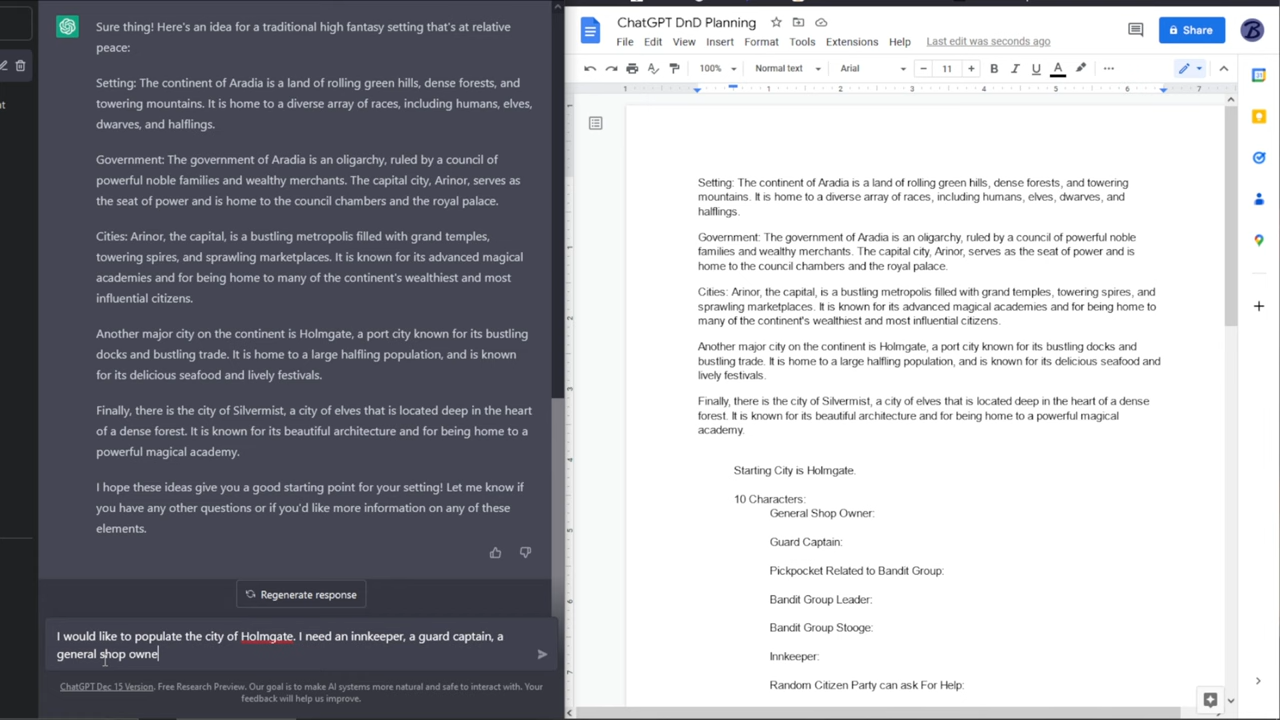 Sure thing! Here's an idea for a traditional high fantasy setting that's at relative
peace:
Setting: The continent of Aradia is a land of rolling green hills, dense forests, and
towering mountains. It is home to a diverse array of races, including humans, elves,
dwarves, and halflings.
Government: The government of Aradia is an oligarchy, ruled by a council of
powerful noble families and wealthy merchants. The capital city, Arinor, serves as
the seat of power and is home to the council chambers and the royal palace.
Cities: Arinor, the capital, is a bustling metropolis filled with grand temples,
towering spires, and sprawling marketplaces. It is known for its advanced magical
academies and for being home to many of the continent's wealthiest and most
influential citizens.
Another major city on the continent is Holmgate, a port city known for its bustling
docks and bustling trade. It is home to a large halfling population, and is known
for its delicious seafood and lively festivals.
Finally, there is the city of Silvermist, a city of elves that is located deep in the heart
of a dense forest. It is known for its beautiful architecture and for being home to a
powerful magical academy.
I hope these ideas give you a good starting point for your setting! Let me know if
you have any other questions or if you'd like more information on any of these
elements.
Regenerate response
I would like to populate the city of Holmgate. I need an innkeeper, a guard captain, a
general shop owne
ChatGPT Dec 15 Version. Free Research Preview. Our goal is to make AI systems more natural and safe to interact with. Your
feedback will help us improve.
ChatGPT DnD Planning
File Edit View Insert Format Tools Extensions Help Last edit was seconds ago
Share
100% Normal text Arial 11 B I U A
1 1 2 3 4 5 6 7
Setting: The continent of Aradia is a land of rolling green hills, dense forests, and towering
mountains. It is home to a diverse array of races, including humans, elves, dwarves, and
halflings.
Government: The government of Aradia is an oligarchy, ruled by a council of powerful noble
families and wealthy merchants. The capital city, Arinor, serves as the seat of power and is
home to the council chambers and the royal palace.
Cities: Arinor, the capital, is a bustling metropolis filled with grand temples, towering spires, and
sprawling marketplaces. It is known for its advanced magical academies and for being home to
many of the continent's wealthiest and most influential citizens.
Another major city on the continent is Holmgate, a port city known for its bustling docks and
bustling trade. It is home to a large halfling population, and is known for its delicious seafood and
lively festivals.
Finally, there is the city of Silvermist, a city of elves that is located deep in the heart of a dense
forest. It is known for its beautiful architecture and for being home to a powerful magical
academy.
Starting City is Holmgate.
10 Characters:
General Shop Owner:
Guard Captain:
Pickpocket Related to Bandit Group:
Bandit Group Leader:
Bandit Group Stooge:
Innkeeper:
Random Citizen Party can ask For Help: